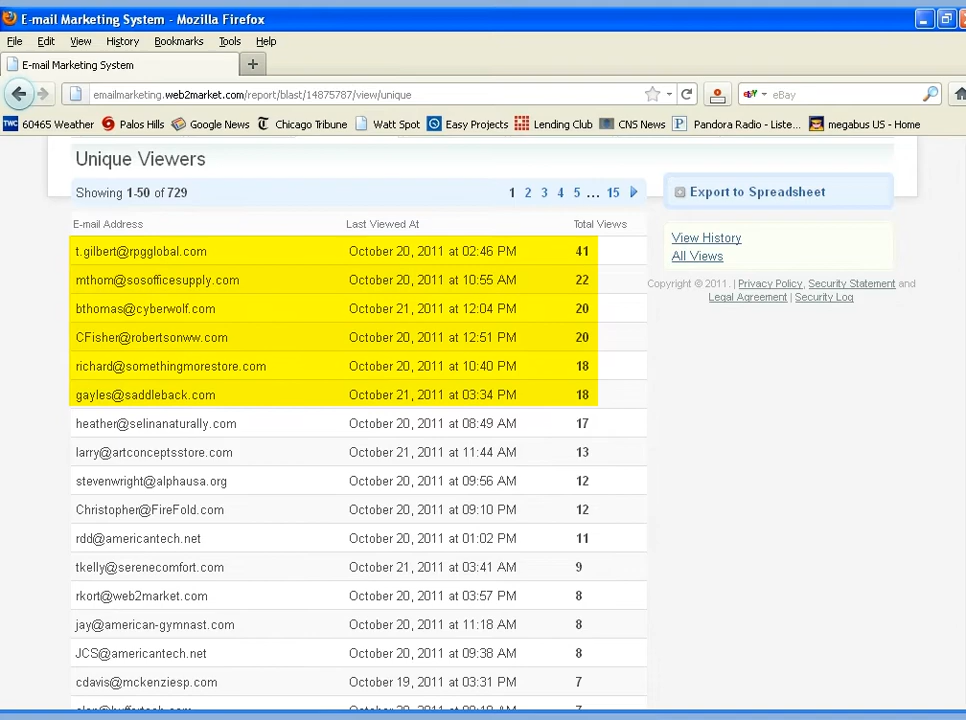 E-mail Marketing System - Mozilla Firefox
File Edit View History Bookmarks Tools Help
E-mail Marketing System
emailmarketing.web2market.com/report/blast/14875787/view/unique
eBay
60465 Weather Palos Hills Google News Chicago Tribune Watt Spot Easy Projects Lending Club CNS News Pandora Radio - Liste... megabus US - Home
Unique Viewers
Showing 1-50 of 729 1 2 3 4 5 ... 15
Export to Spreadsheet
E-mail Address Last Viewed At Total Views
View History
All Views
Copyright © 2011. | Privacy Policy, Security Statement and
Legal Agreement | Security Log
t.gilbert@rpgglobal.com October 20, 2011 at 02:46 PM 41
mthom@sosofficesupply.com October 20, 2011 at 10:55 AM 22
bthomas@cyberwolf.com October 21, 2011 at 12:04 PM 20
CFisher@robertsonww.com October 20, 2011 at 12:51 PM 20
richard@somethingmorestore.com October 20, 2011 at 10:40 PM 18
gayles@saddleback.com October 21, 2011 at 03:34 PM 18
heather@selinanaturally.com October 20, 2011 at 08:49 AM 17
larry@artconceptsstore.com October 21, 2011 at 11:44 AM 13
stevenwright@alphausa.org October 20, 2011 at 09:56 AM 12
Christopher@FireFold.com October 20, 2011 at 09:10 PM 12
rdd@americantech.net October 20, 2011 at 01:02 PM 11
tkelly@serenecomfort.com October 21, 2011 at 03:41 AM 9
rkort@web2market.com October 20, 2011 at 03:57 PM 8
jay@american-gymnast.com October 20, 2011 at 11:18 AM 8
JCS@americantech.net October 20, 2011 at 09:38 AM 8
cdavis@mckenziesp.com October 19, 2011 at 03:31 PM 7